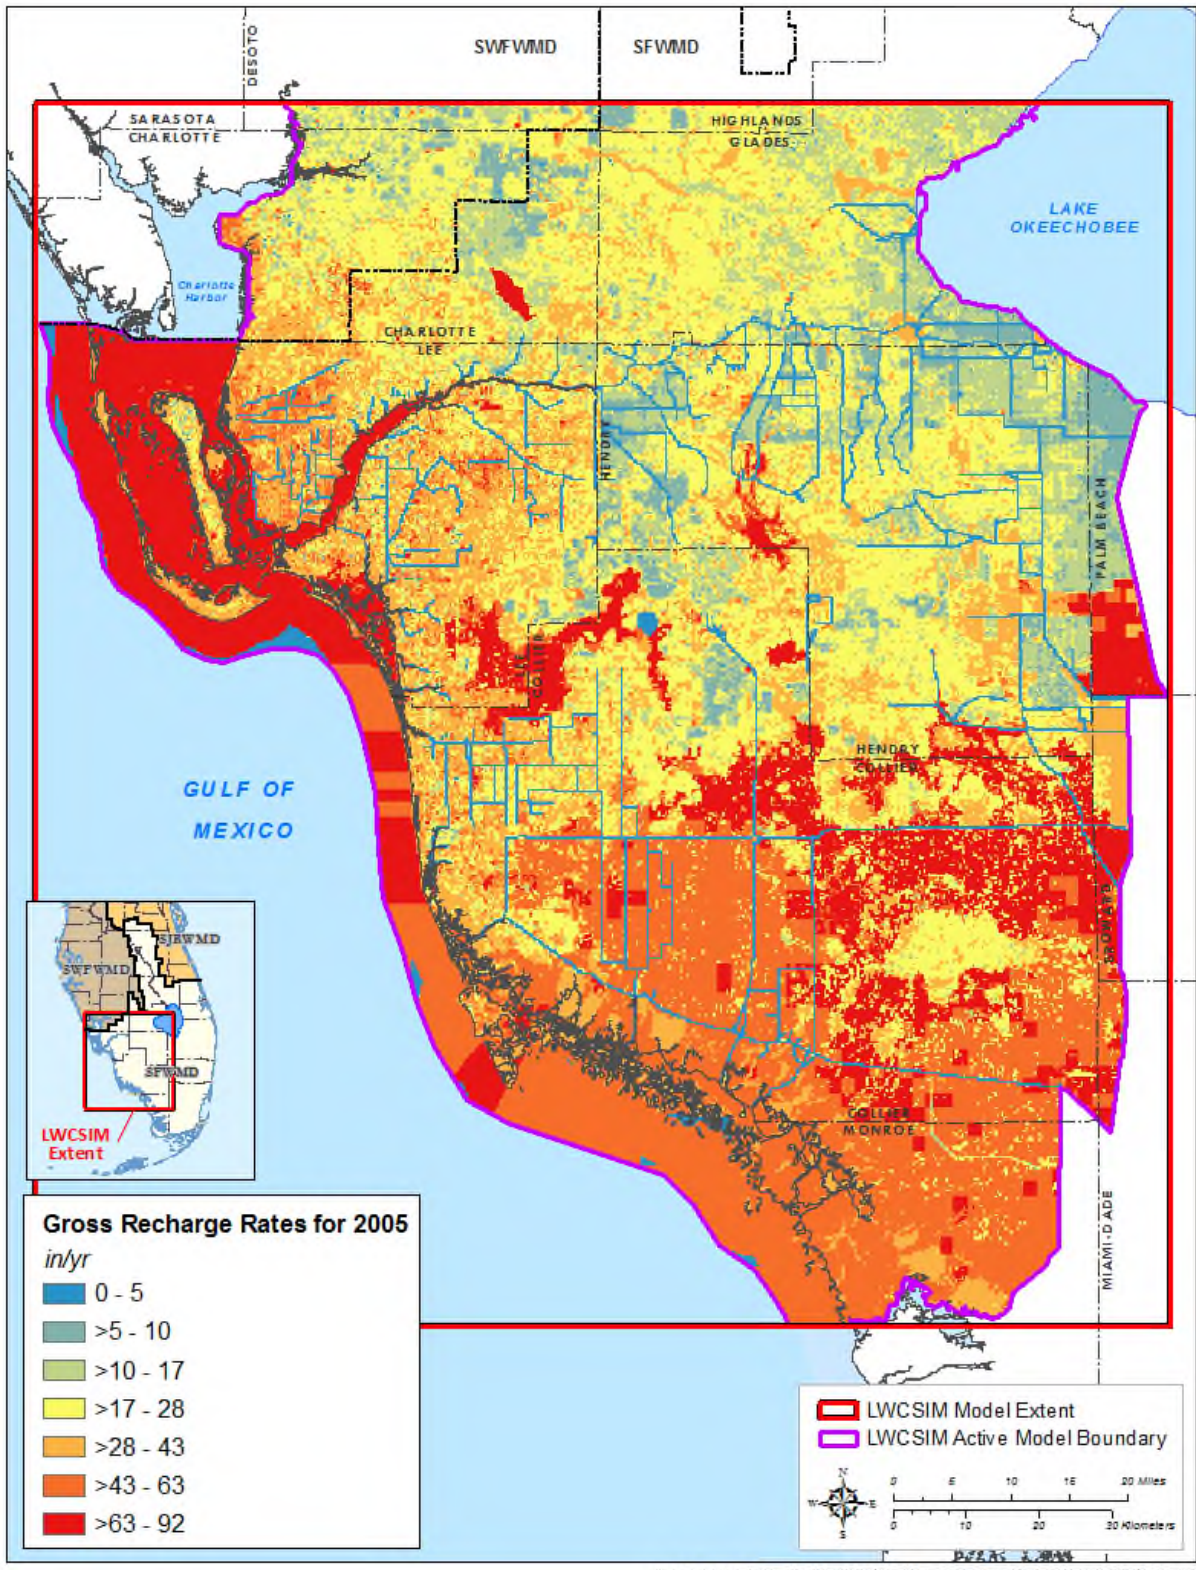 DESOTO
SWFWMD
SFWMD
SARASOTA
CHARLOTTE
HIGHLANDS
GLADES
LAKE
OKEECHOBEE
Charlotte
Harbor
CHARLOTTE
LEE
HENDRY
PALM BEACH
LEE
COLLIER
HENDRY
COLLIER
GULF OF
MEXICO
BROWARD
SJRWMD
SWFWMD
SFWMD
LWCSIM
Extent
COLLIER
MONROE
MIAMI-DADE
Gross Recharge Rates for 2005
in/yr
0 - 5
>5 - 10
>10 - 17
>17 - 28
>28 - 43
>43 - 63
>63 - 92
LWCSIM Model Extent
LWCSIM Active Model Boundary
N
W E
S
0 5 10 15 20 Miles
0 10 20 30 Kilometers